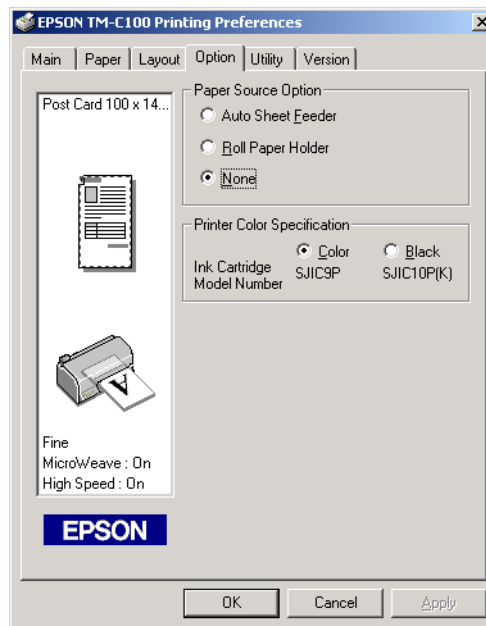 EPSON TM-C100 Printing Preferences
Main Paper Layout Option Utility Version
Post Card 100 x 14...
Fine
MicroWeave : On
High Speed : On
EPSON
Paper Source Option
Auto Sheet Feeder
Roll Paper Holder
None
Printer Color Specification
Color Black
Ink Cartridge
Model Number SJIC9P SJIC10P(K)
OK Cancel Apply